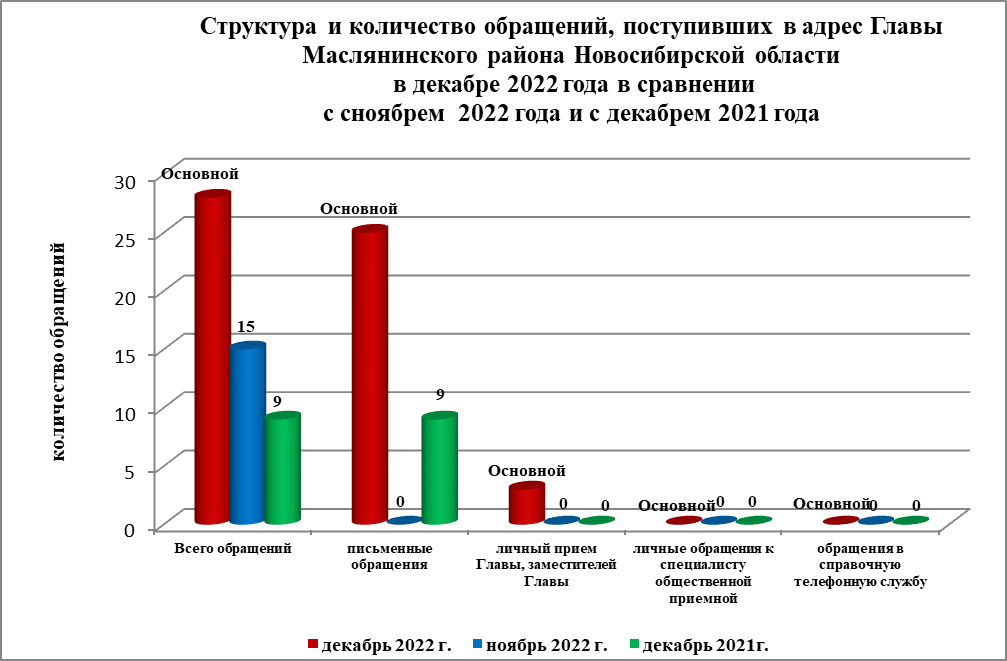 Структура и количество обращений, поступивших в адрес Главы
Маслянинского района Новосибирской области
в декабре 2022 года в сравнении
с сноябрем 2022 года и с декабрем 2021 года
количество обращений
30
25
20
15
10
5
0
Основной
15
9
Основной
0
9
Основной
0
0
Основной
0
0
Основной
0
0
Всего обращений
письменные
обращения
личный прием
Главы, заместителей
Главы
личные обращения к
специалисту
общественной
приемной
обращения в
справочную
телефонную службу
декабрь 2022 г.
ноябрь 2022 г.
декабрь 2021г.